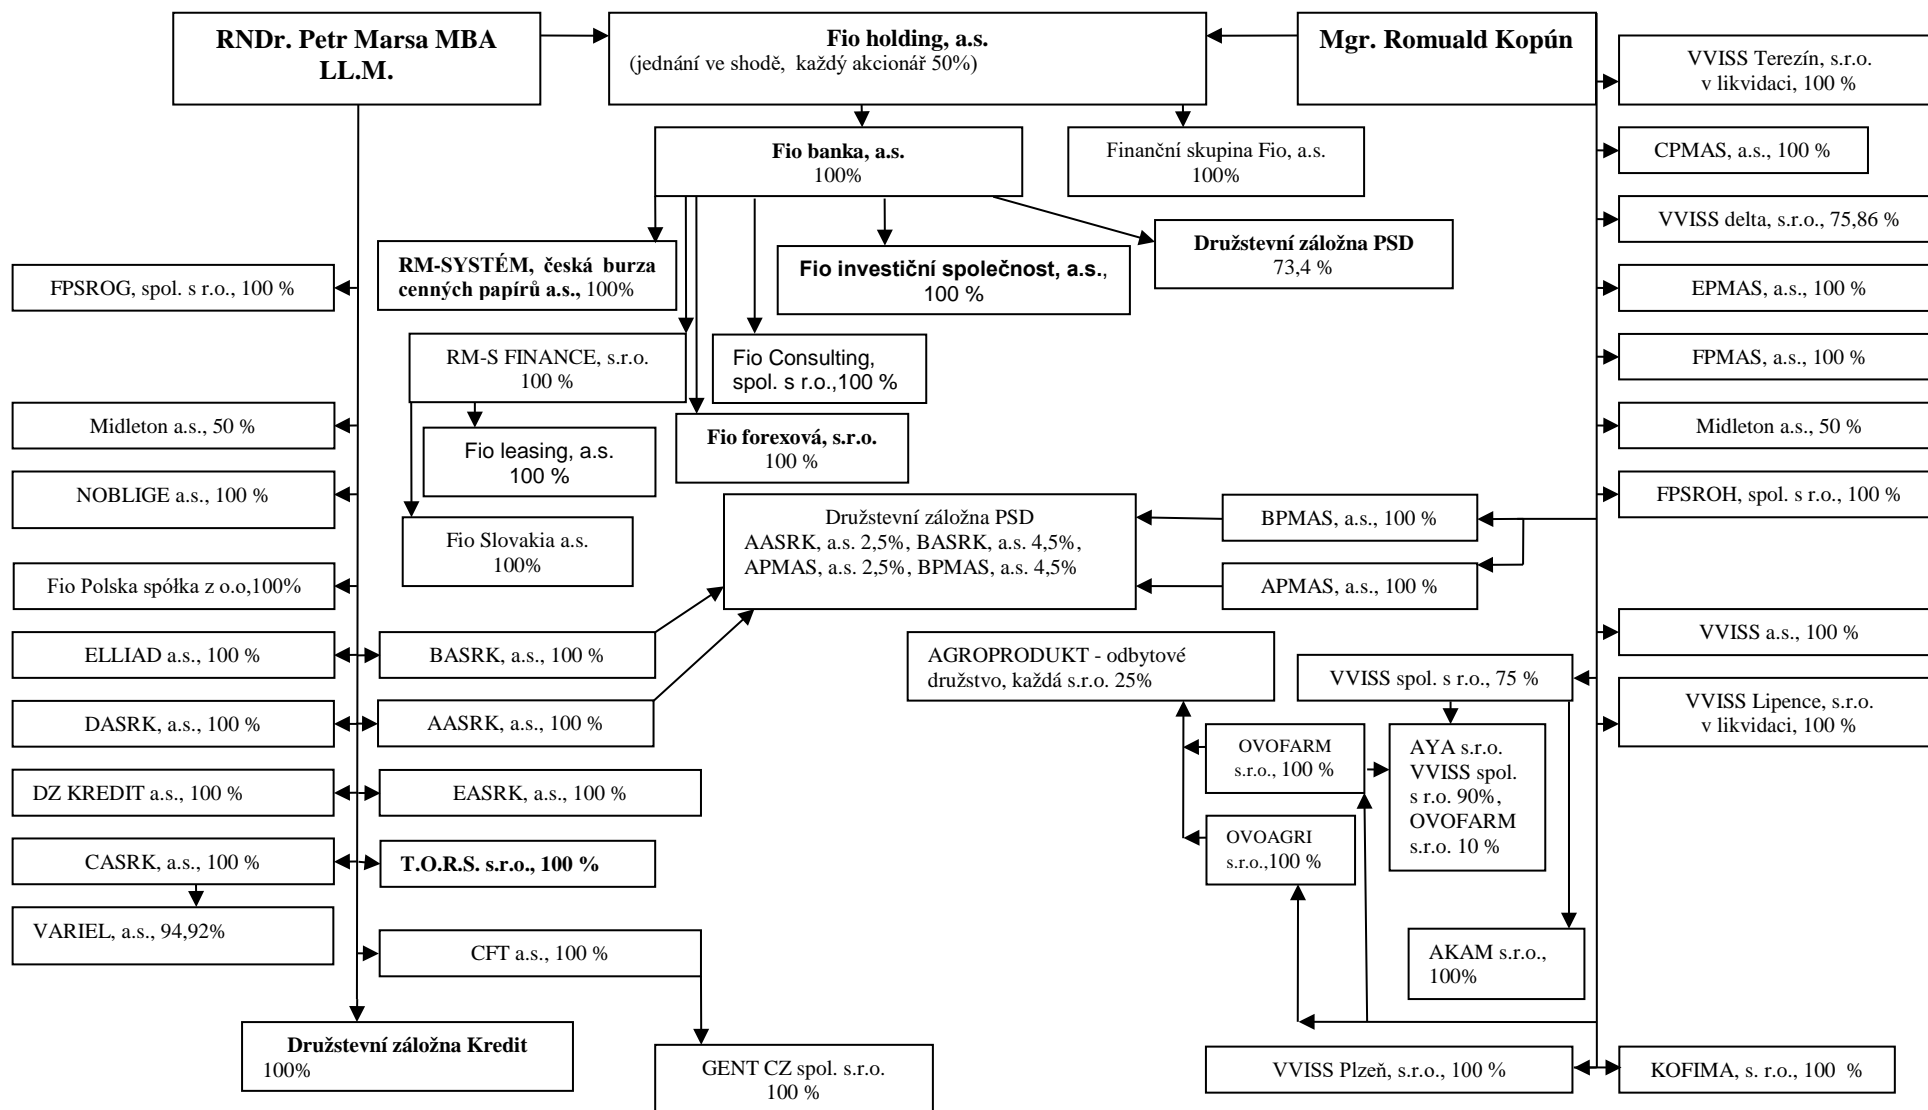 RNDr. Petr Marsa MBA
LL.M.
Fio holding, a.s.
(jednání ve shodě,  každý akcionář 50%)
Mgr. Romuald Kopún
VVISS Terezín, s.r.o.
v likvidaci, 100 %
Fio banka, a.s.
100%
Finanční skupina Fio, a.s.
100%
CPMAS, a.s., 100 %
VVISS delta, s.r.o., 75,86 %
RM-SYSTÉM, česká burza
cenných papírů a.s., 100%
Fio investiční společnost, a.s.,
100 %
Družstevní záložna PSD
73,4 %
FPSROG, spol. s r.o., 100 %
EPMAS, a.s., 100 %
RM-S FINANCE, s.r.o.
100 %
Fio Consulting,
spol. s r.o.,100 %
FPMAS, a.s., 100 %
Midleton a.s., 50 %
Fio leasing, a.s.
100 %
Fio forexová, s.r.o.
100 %
Midleton a.s., 50 %
NOBLIGE a.s., 100 %
FPSROH, spol. s r.o., 100 %
Fio Slovakia a.s.
100%
Družstevní záložna PSD
AASRK, a.s. 2,5%, BASRK, a.s. 4,5%,
APMAS, a.s. 2,5%, BPMAS, a.s. 4,5%
BPMAS, a.s., 100 %
APMAS, a.s., 100 %
Fio Polska spółka z o.o,100%
ELLIAD a.s., 100 %
BASRK, a.s., 100 %
AGROPRODUKT - odbytové
družstvo, každá s.r.o. 25%
VVISS a.s., 100 %
VVISS spol. s r.o., 75 %
DASRK, a.s., 100 %
AASRK, a.s., 100 %
VVISS Lipence, s.r.o.
v likvidaci, 100 %
OVOFARM
s.r.o., 100 %
AYA s.r.o.
VVISS spol.
s r.o. 90%,
OVOFARM
s.r.o. 10 %
DZ KREDIT a.s., 100 %
EASRK, a.s., 100 %
OVOAGRI
s.r.o.,100 %
CASRK, a.s., 100 %
T.O.R.S. s.r.o., 100 %
VARIEL, a.s., 94,92%
CFT a.s., 100 %
AKAM s.r.o.,
100%
Družstevní záložna Kredit
100%
GENT CZ spol. s.r.o.
100 %
VVISS Plzeň, s.r.o., 100 %
KOFIMA, s. r.o., 100  %